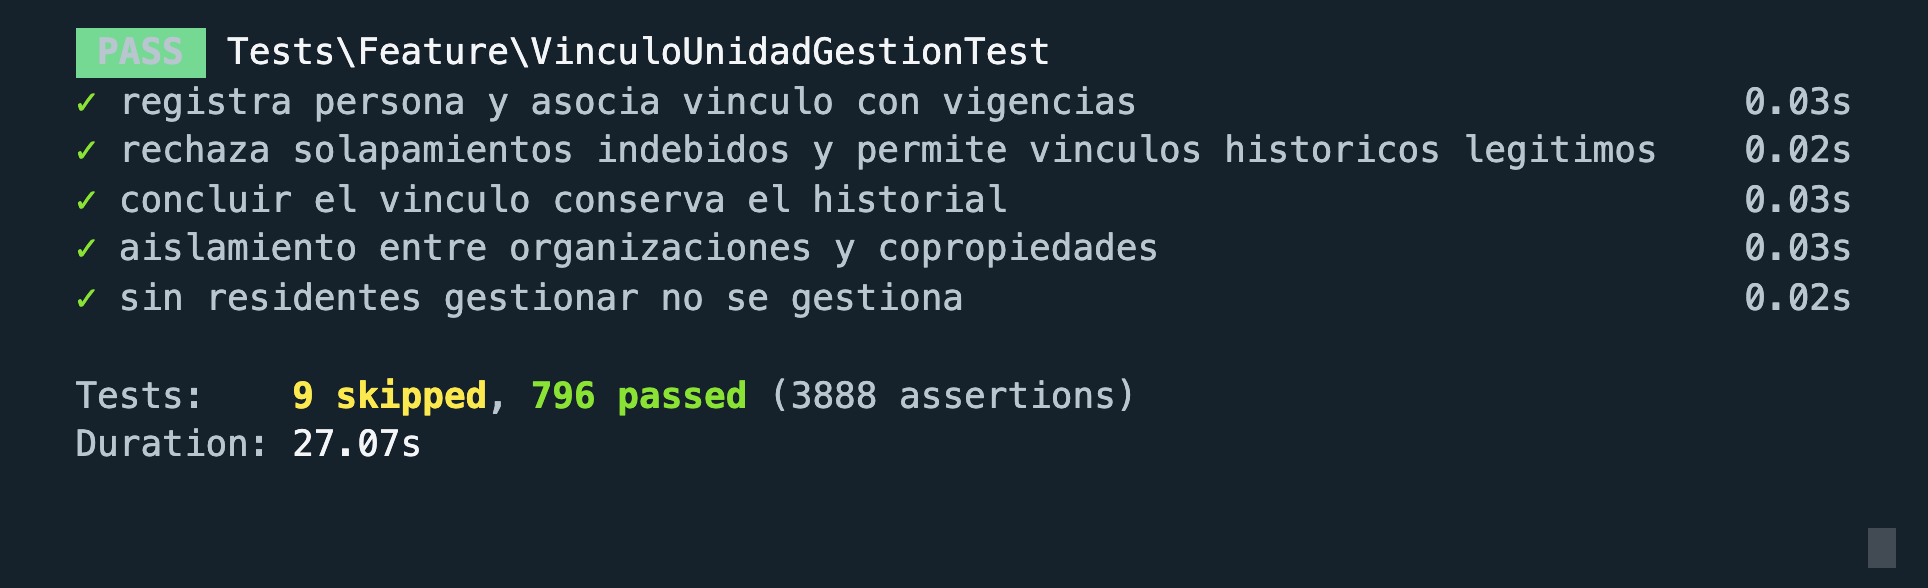 PASS Tests\Feature\VinculoUnidadGestionTest
✓ registra persona y asocia vinculo con vigencias 0.03s
✓ rechaza solapamientos indebidos y permite vinculos historicos legitimos 0.02s
✓ concluir el vinculo conserva el historial 0.03s
✓ aislamiento entre organizaciones y copropiedades 0.03s
✓ sin residentes gestionar no se gestiona 0.02s
Tests: 9 skipped, 796 passed (3888 assertions)
Duration: 27.07s